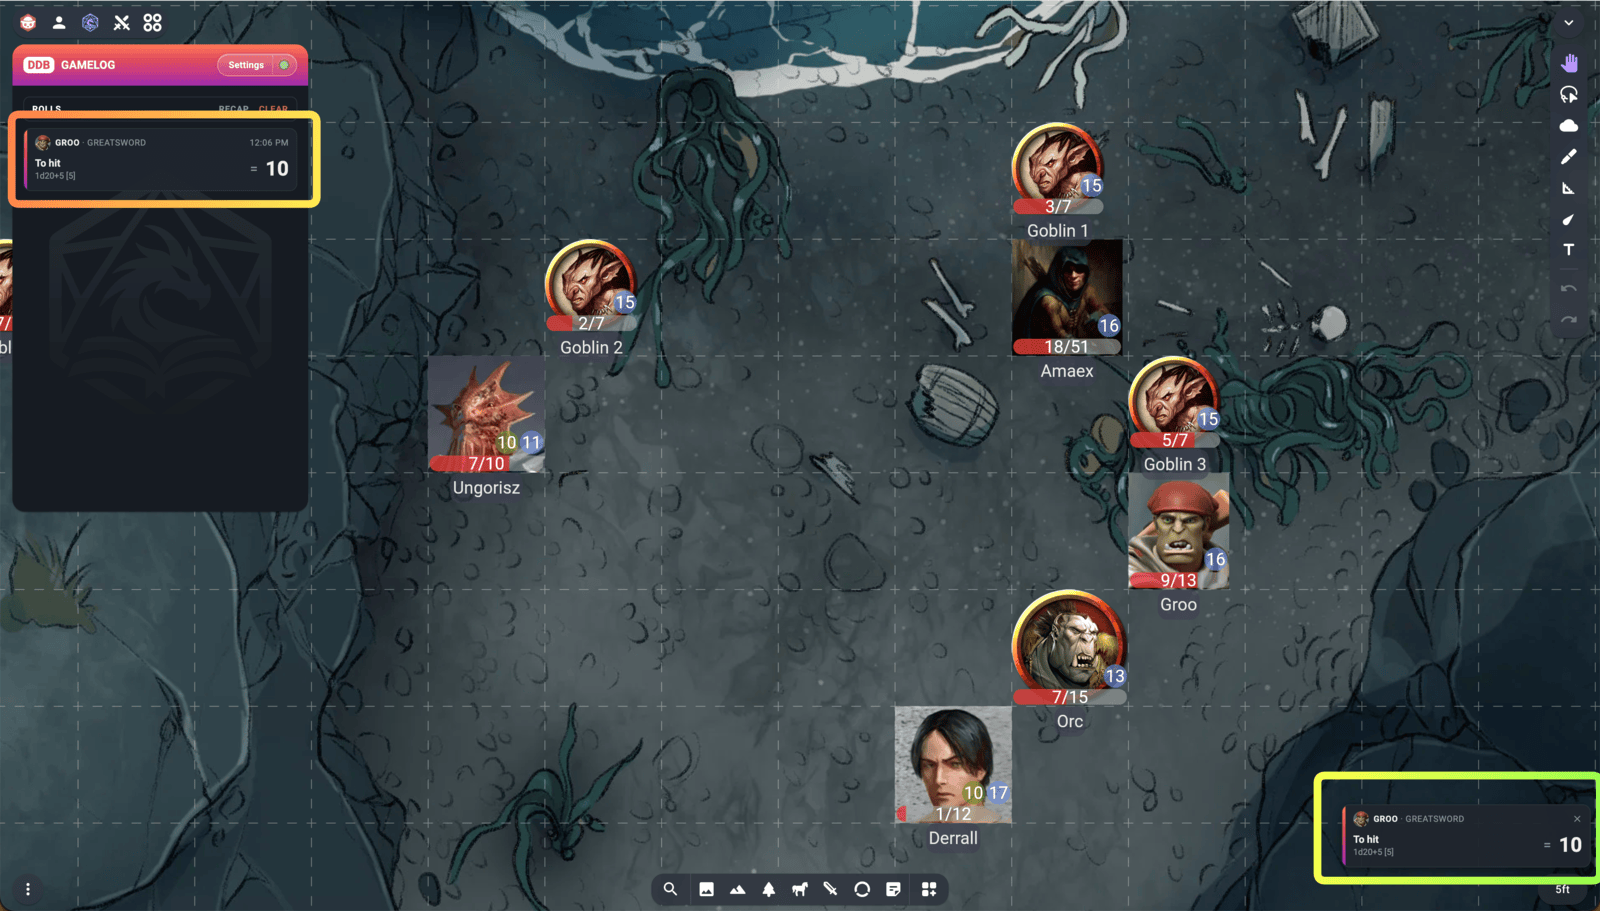 DDB GAMELOG Settings
ROLLS RECAP CLEAR
GROO · GREATSWORD 12:06 PM
To hit
1d20+5 [5] = 10
15
3/7
Goblin 1
15
2/7
Goblin 2
16
18/51
Amaex
7/
bl
10 11
7/10
Ungorisz
15
5/7
Goblin 3
16
9/13
Groo
13
7/15
Orc
10 17
1/12
Derrall
T
GROO · GREATSWORD ×
To hit
1d20+5 [5] = 10
5ft